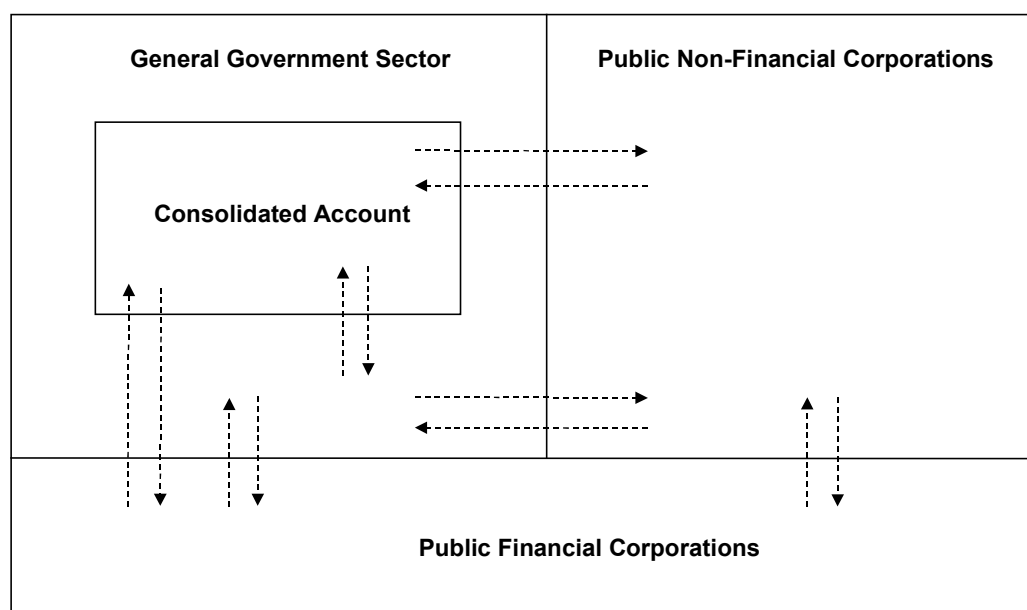 General Government Sector
Public Non-Financial Corporations
Consolidated Account
Public Financial Corporations